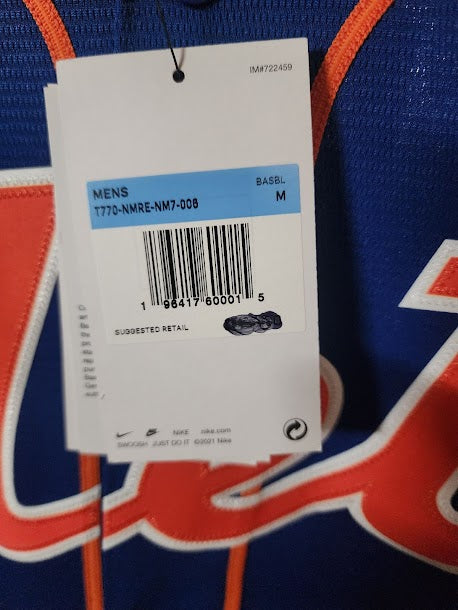 IM#722459
MENS BASBL
T770-NMRE-NM7-006 M
1 96417 60001 5
SUGGESTED RETAIL
NIKE nike.com
SWOOSH JUST DO IT ©2021 Nike